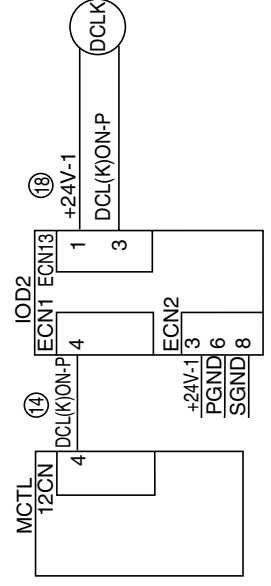 MCTL
12CN
4
⑭
DCL(K)ON-P
IOD2
ECN1
ECN13
4
1
3
ECN2
+24V-1
3
PGND
6
SGND
8
⑱
+24V-1
DCL(K)ON-P
DCLK